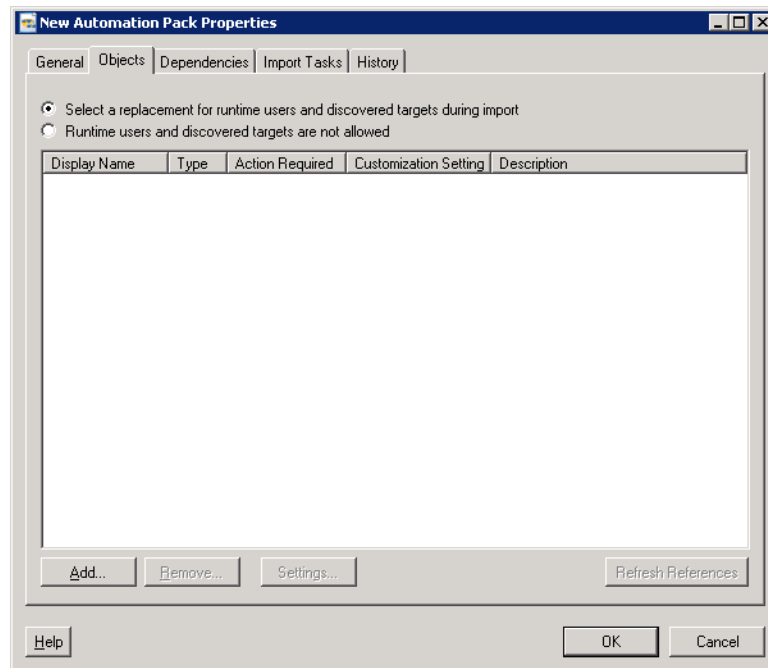 New Automation Pack Properties
General Objects Dependencies Import Tasks History
Select a replacement for runtime users and discovered targets during import
Runtime users and discovered targets are not allowed
Display Name Type Action Required Customization Setting Description
Add... Remove... Settings... Refresh References
Help OK Cancel